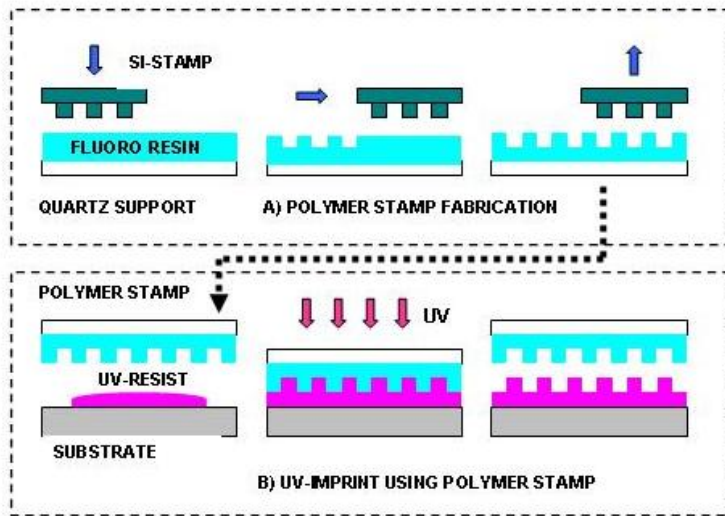 SI-STAMP
FLUORO RESIN
QUARTZ SUPPORT
A) POLYMER STAMP FABRICATION
POLYMER STAMP
UV
UV-RESIST
SUBSTRATE
B) UV-IMPRINT USING POLYMER STAMP